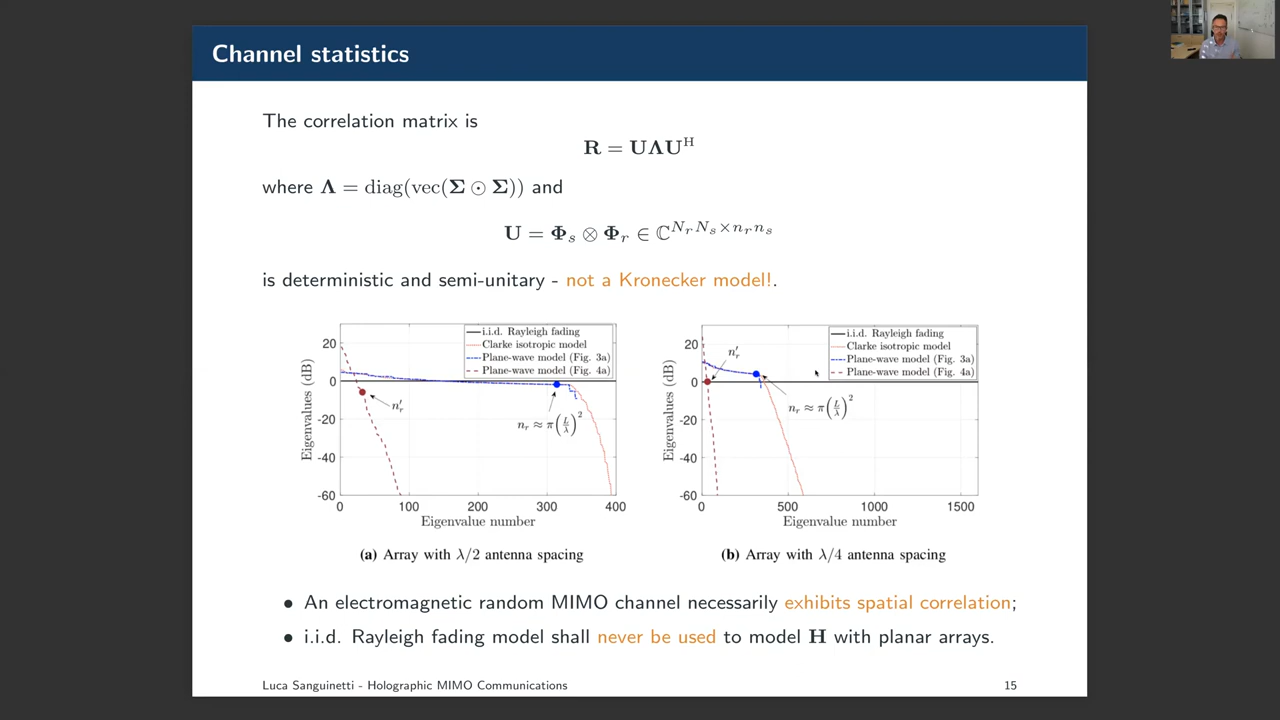 Channel statistics
The correlation matrix is
R = UΛU^H
where Λ = diag(vec(Σ ⊙ Σ)) and
U = Φ_s ⊗ Φ_r ∈ ℂ^{N_r N_s × n_r n_s}
is deterministic and semi-unitary - not a Kronecker model!.
i.i.d. Rayleigh fading
Clarke isotropic model
Plane-wave model (Fig. 3a)
Plane-wave model (Fig. 4a)
n'_r
n_r ≈ π(L/λ)^2
Eigenvalues (dB)
20
0
-20
-40
-60
0 100 200 300 400
Eigenvalue number
(a) Array with λ/2 antenna spacing
i.i.d. Rayleigh fading
Clarke isotropic model
Plane-wave model (Fig. 3a)
Plane-wave model (Fig. 4a)
n'_r
n_r ≈ π(L/λ)^2
Eigenvalues (dB)
20
0
-20
-40
-60
0 500 1000 1500
Eigenvalue number
(b) Array with λ/4 antenna spacing
• An electromagnetic random MIMO channel necessarily exhibits spatial correlation;
• i.i.d. Rayleigh fading model shall never be used to model H with planar arrays.
Luca Sanguinetti - Holographic MIMO Communications 15